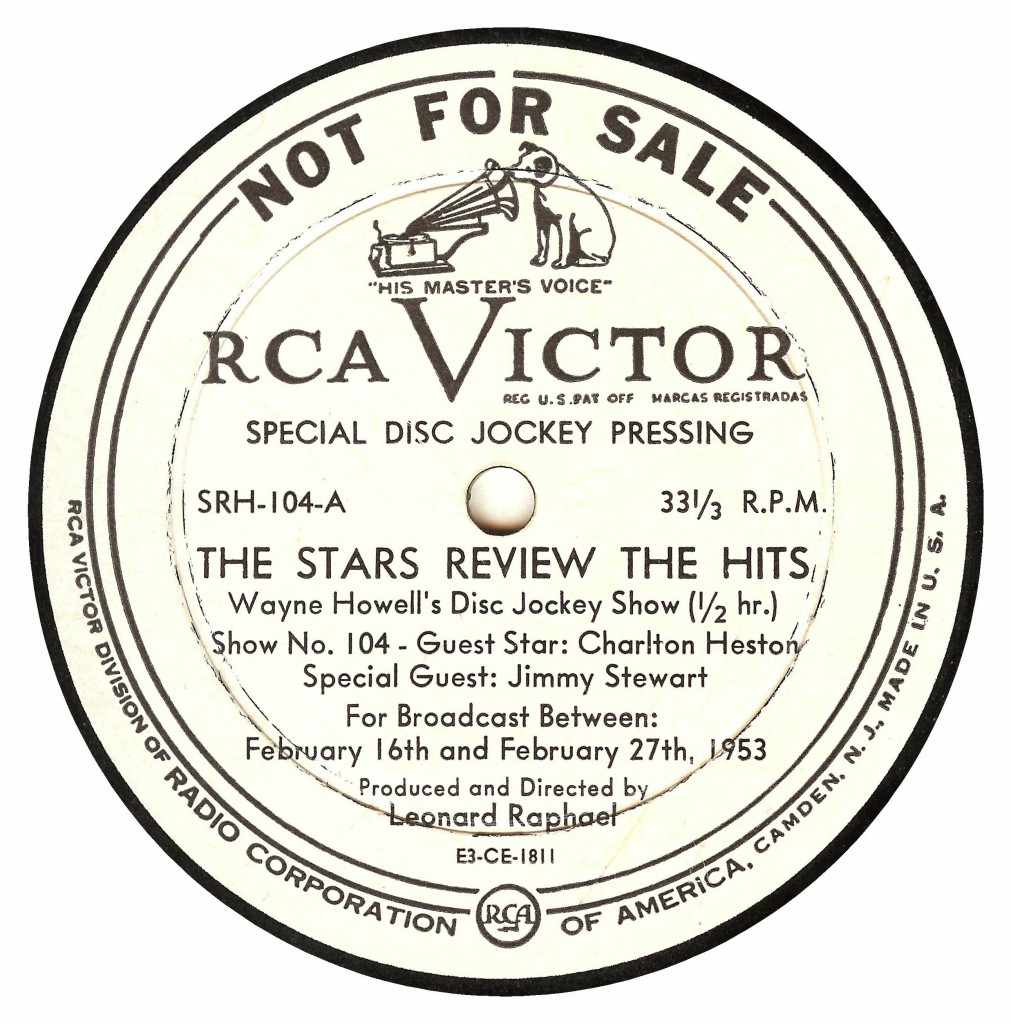 NOT FOR SALE
"HIS MASTER'S VOICE"
RCA VICTOR
REG U.S. PAT OFF MARCAS REGISTRADAS
SPECIAL DISC JOCKEY PRESSING
SRH-104-A 33 1/3 R.P.M.
THE STARS REVIEW THE HITS
Wayne Howell's Disc Jockey Show (1/2 hr.)
Show No. 104 - Guest Star: Charlton Heston
Special Guest: Jimmy Stewart
For Broadcast Between:
February 16th and February 27th, 1953
Produced and Directed by
Leonard Raphael
E3-CE-1811
RCA VICTOR DIVISION OF RADIO CORPORATION OF AMERICA, CAMDEN, N. J., MADE IN U. S. A.
RCA